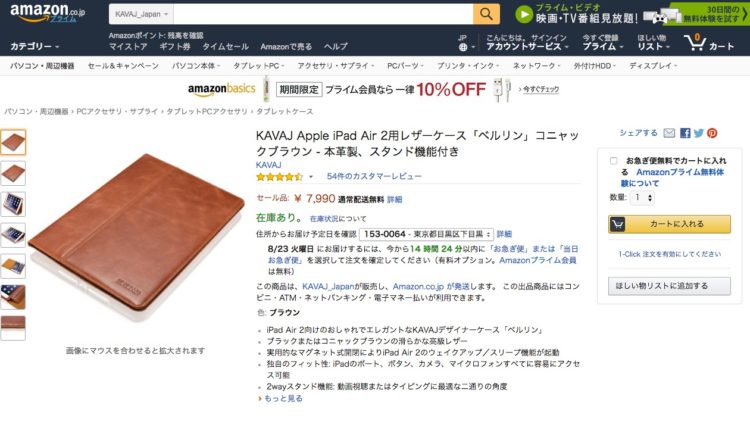 amazon.co.jp
プライム
KAVAJ_Japan
プライム・ビデオ
映画・TV番組見放題!
30日間の
無料体験を試す
カテゴリー
Amazonポイント: 残高を確認
マイストア ギフト券 タイムセール Amazonで売る ヘルプ
JP
こんにちは。サインイン
アカウントサービス
今すぐ登録
プライム
ほしい物
リスト
0
カート
パソコン・周辺機器 セール&キャンペーン パソコン本体 タブレットPC アクセサリ・サプライ PCパーツ プリンタ・インク ネットワーク 外付けHDD ディスプレイ
amazonbasics 期間限定 プライム会員なら 一律 10%OFF 今すぐチェック
パソコン・周辺機器 › PCアクセサリ・サプライ › タブレットPCアクセサリ › タブレットケース
KAVAJ Apple iPad Air 2用レザーケース「ベルリン」コニャッ
クブラウン - 本革製、スタンド機能付き
KAVAJ
54件のカスタマーレビュー
セール品: ¥ 7,990 通常配送無料 詳細
在庫あり。 在庫状況について
住所からお届け予定日を確認 153-0064 - 東京都目黒区下目黒 詳細
8/23 火曜日 にお届けするには、今から14 時間 24 分以内に「お急ぎ便」または「当日
お急ぎ便」を選択して注文を確定してください（有料オプション。Amazonプライム会員
は無料）
この商品は、KAVAJ_Japanが販売し、Amazon.co.jp が発送します。 この出品商品にはコン
ビニ・ATM・ネットバンキング・電子マネー払いが利用できます。
色: ブラウン
iPad Air 2向けのおしゃれでエレガントなKAVAJデザイナーケース「ベルリン」
ブラックまたはコニャックブラウンの滑らかな高級レザー
実用的なマグネット式開閉によりiPad Air 2のウェイクアップ／スリープ機能が起動
独自のフィット性: iPadのポート、ボタン、カメラ、マイクロフォンすべてに容易にアクセ
ス可能
2wayスタンド機能: 動画視聴またはタイピングに最適な二通りの角度
› もっと見る
画像にマウスを合わせると拡大されます
シェアする
お急ぎ便無料でカートに入れ
る Amazonプライム無料体
験について
数量: 1
カートに入れる
1-Click 注文を有効にしてください
ほしい物リストに追加する